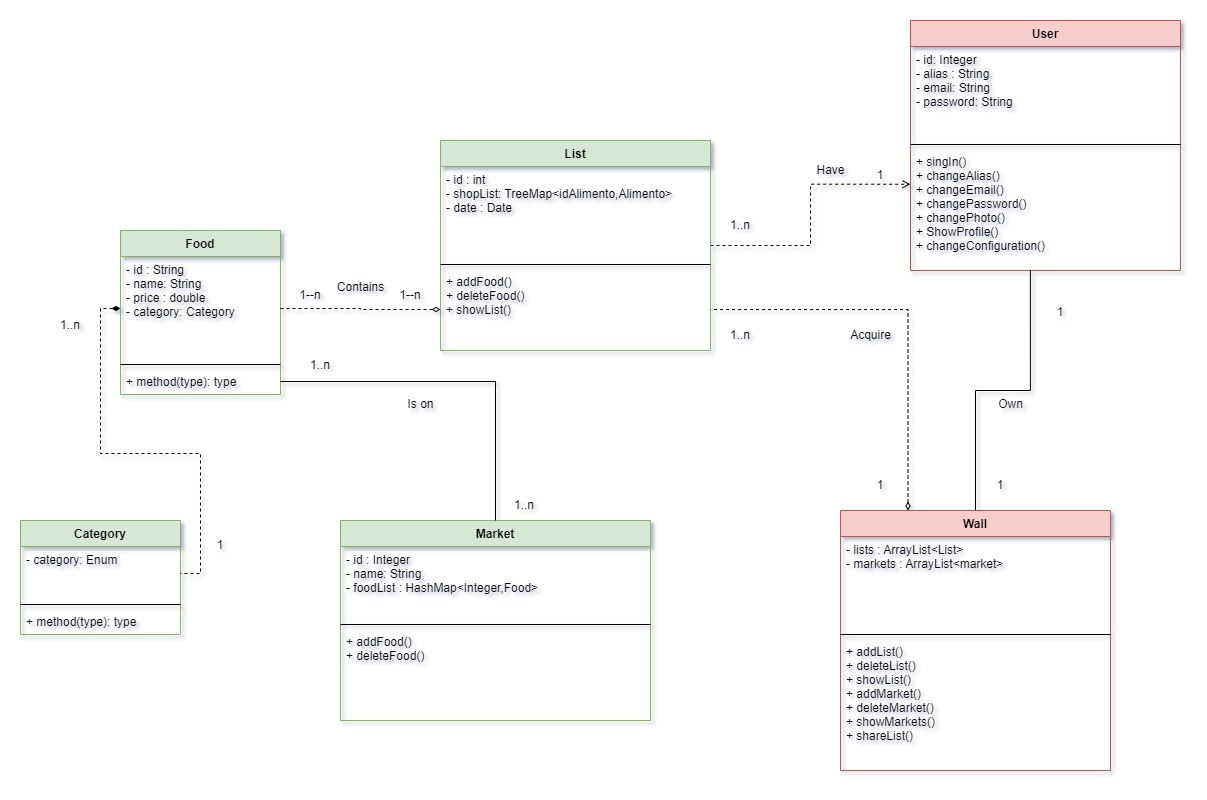 User
- id: Integer
- alias : String
- email: String
- password: String
+ singIn()
+ changeAlias()
+ changeEmail()
+ changePassword()
+ changePhoto()
+ ShowProfile()
+ changeConfiguration()
List
- id : int
- shopList: TreeMap<idAlimento,Alimento>
- date : Date
+ addFood()
+ deleteFood()
+ showList()
Have
1
1..n
Food
- id : String
- name: String
- price : double
- category: Category
+ method(type): type
Contains
1--n
1--n
1..n
1..n
Is on
1..n
1..n
Acquire
1
1
Own
1
1
Category
- category: Enum
+ method(type): type
1
Market
- id : Integer
- name: String
- foodList : HashMap<Integer,Food>
+ addFood()
+ deleteFood()
Wall
- lists : ArrayList<List>
- markets : ArrayList<market>
+ addList()
+ deleteList()
+ showList()
+ addMarket()
+ deleteMarket()
+ showMarkets()
+ shareList()